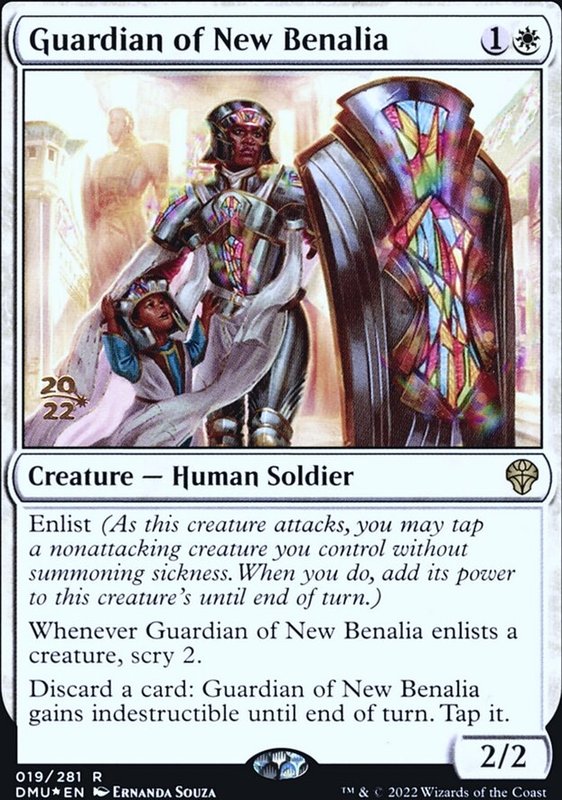 Guardian of New Benalia 1
20
22
Creature — Human Soldier
Enlist (As this creature attacks, you may tap
a nonattacking creature you control without
summoning sickness. When you do, add its power
to this creature's until end of turn.)
Whenever Guardian of New Benalia enlists a
creature, scry 2.
Discard a card: Guardian of New Benalia
gains indestructible until end of turn. Tap it.
2/2
019/281 R
DMU★EN ERNANDA SOUZA
™ & © 2022 Wizards of the Coast